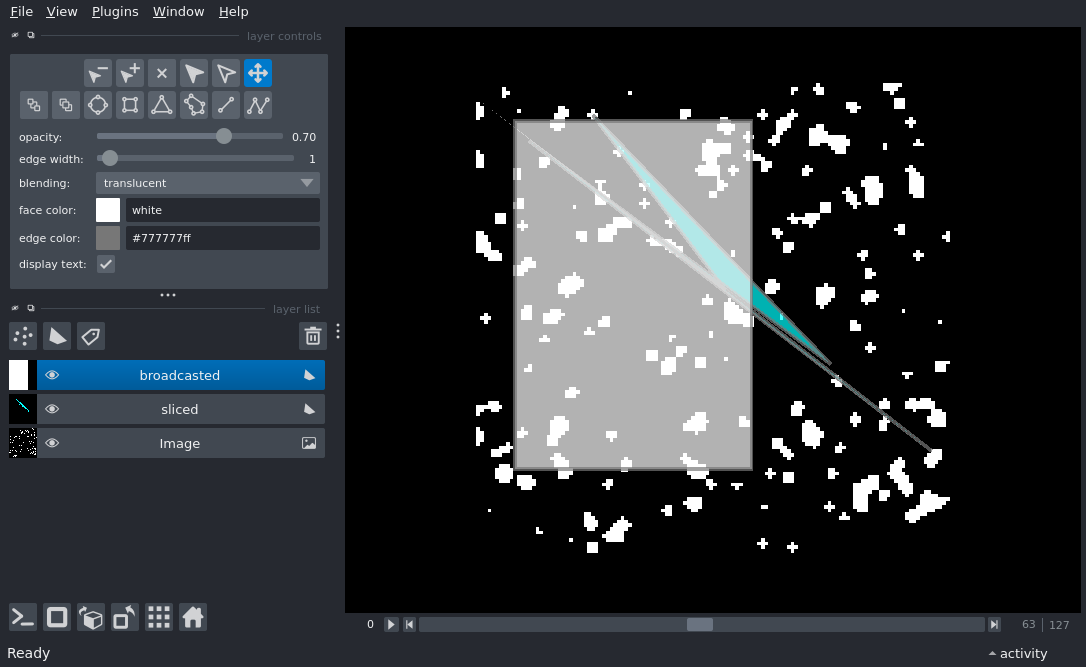 File View Plugins Window Help
layer controls
opacity: 0.70
edge width: 1
blending: translucent
face color: white
edge color: #777777ff
display text:
layer list
broadcasted
sliced
Image
0 63 127
Ready activity